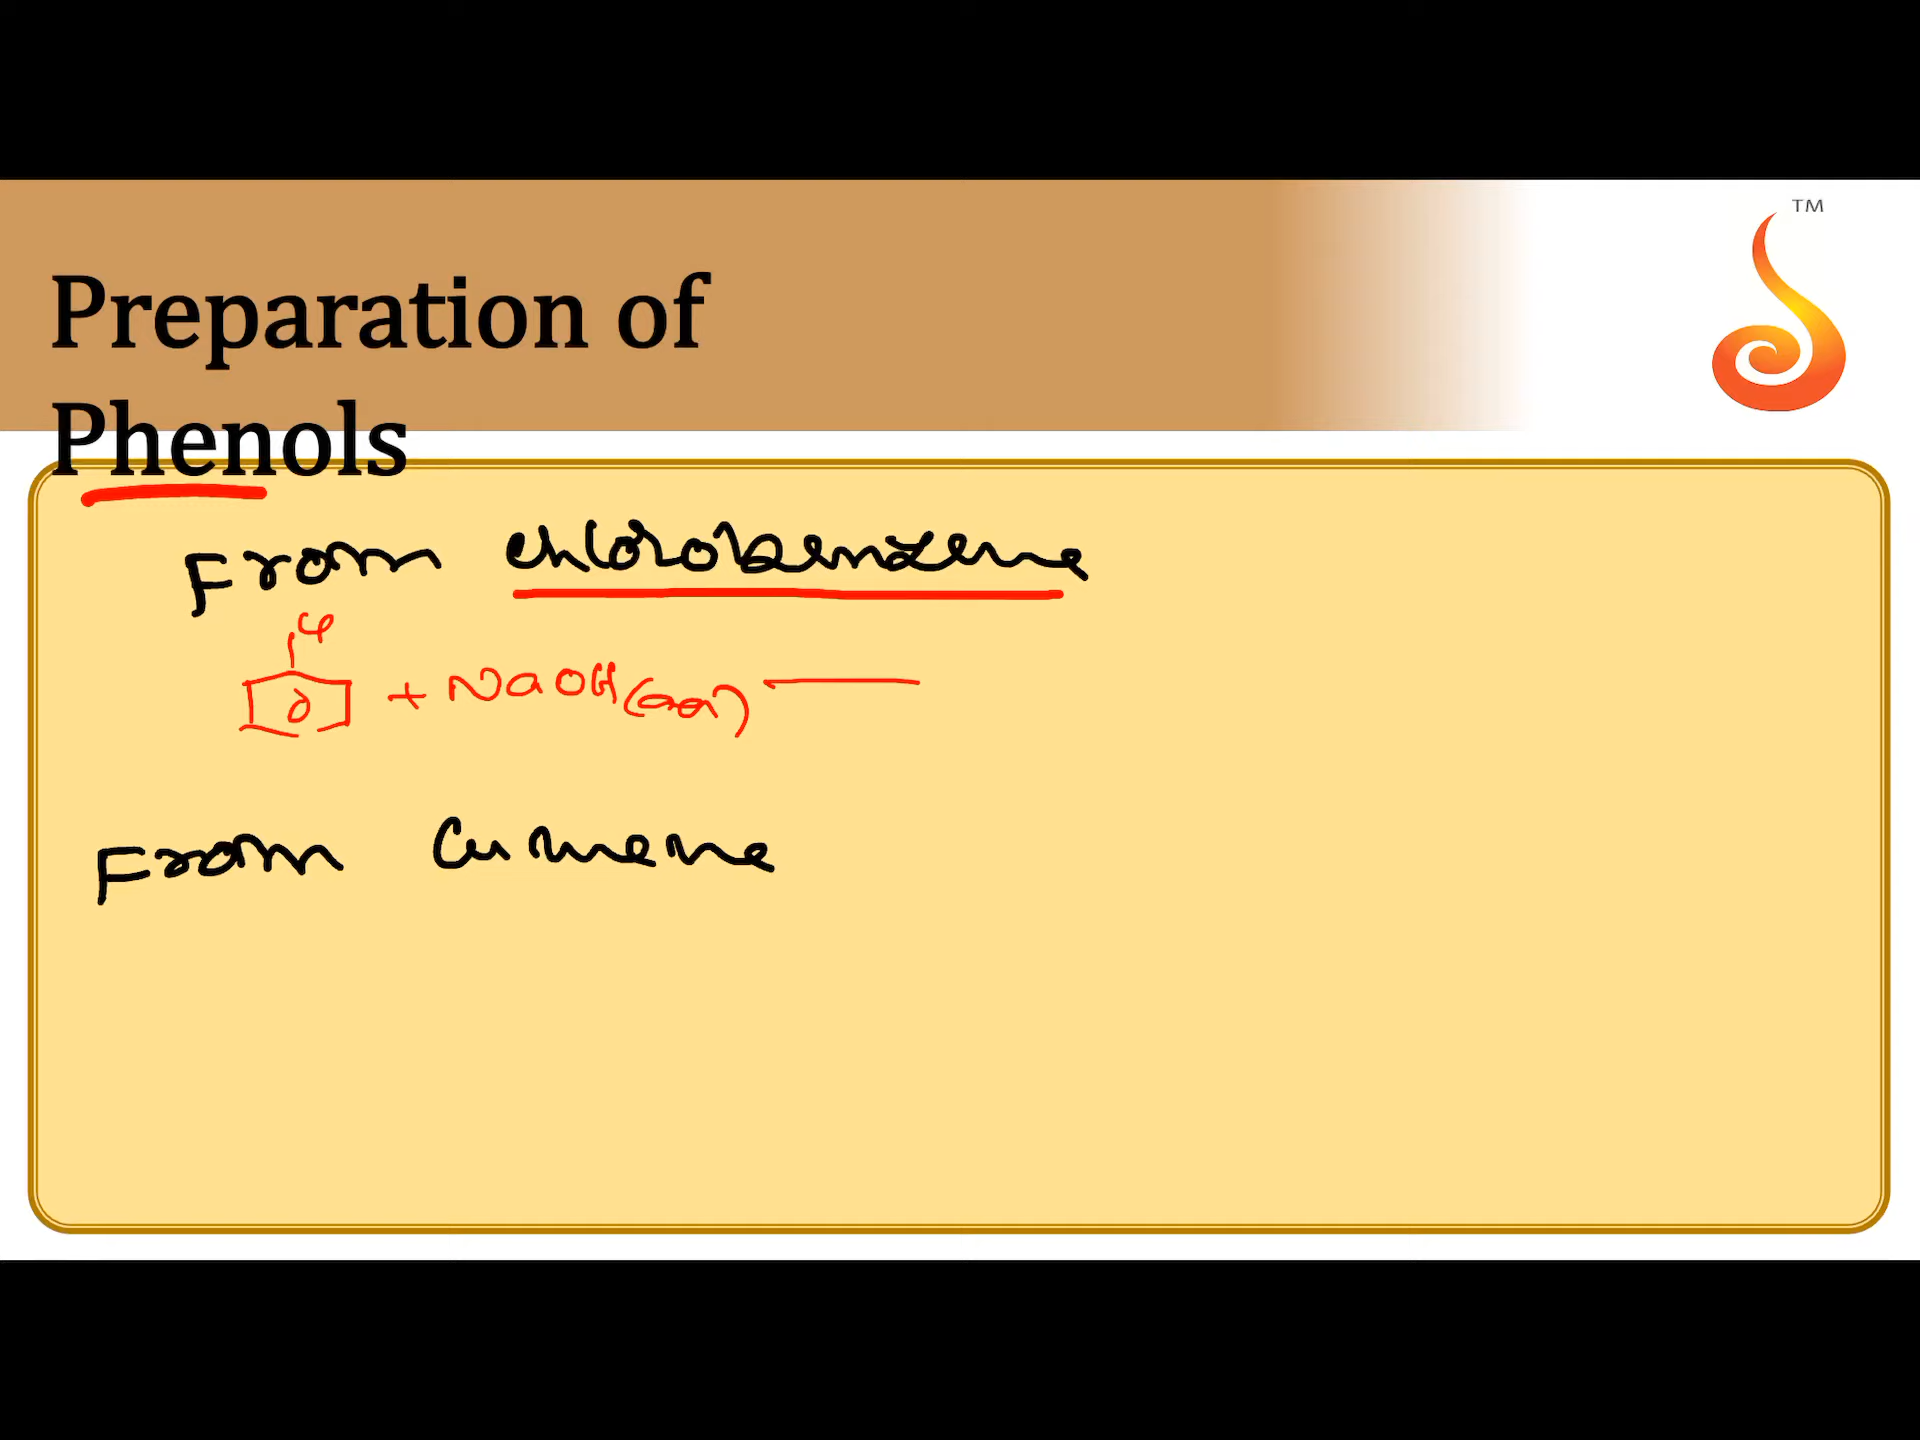 TM
Preparation of
Phenols
From chlorobenzene
Cl
+ NaOH(aq)
From Cumene